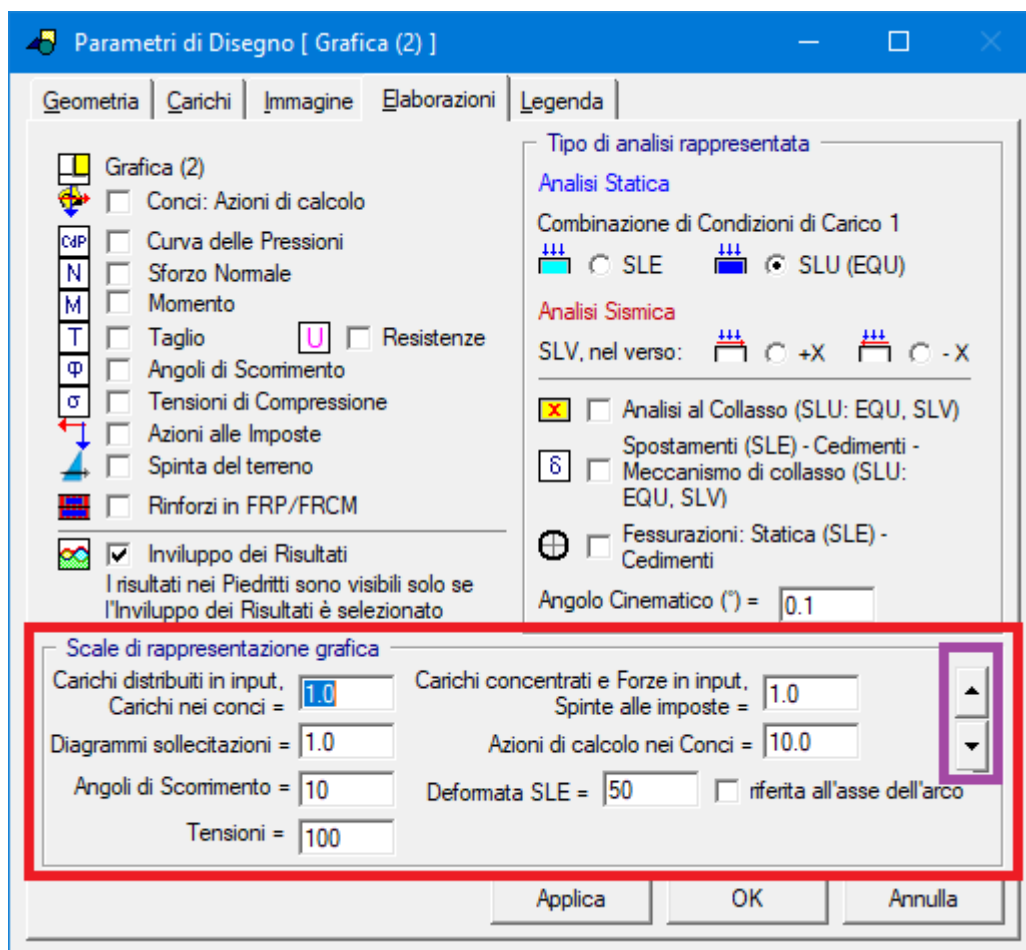 Parametri di Disegno [ Grafica (2) ]
Geometria
Carichi
Immagine
Elaborazioni
Legenda
Grafica (2)
Conci: Azioni di calcolo
CdP Curva delle Pressioni
N Sforzo Normale
M Momento
T Taglio
U Resistenze
φ Angoli di Scorrimento
σ Tensioni di Compressione
Azioni alle Imposte
Spinta del terreno
Rinforzi in FRP/FRCM
Inviluppo dei Risultati
I risultati nei Piedritti sono visibili solo se
l'Inviluppo dei Risultati è selezionato
Tipo di analisi rappresentata
Analisi Statica
Combinazione di Condizioni di Carico 1
SLE
SLU (EQU)
Analisi Sismica
SLV, nel verso:
+X
- X
x Analisi al Collasso (SLU: EQU, SLV)
Spostamenti (SLE) - Cedimenti -
δ Meccanismo di collasso (SLU:
EQU, SLV)
Fessurazioni: Statica (SLE) -
Cedimenti
Angolo Cinematico (°) = 0.1
Scale di rappresentazione grafica
Carichi distribuiti in input,
Carichi nei conci = 1.0
Carichi concentrati e Forze in input,
Spinte alle imposte = 1.0
Diagrammi sollecitazioni = 1.0
Azioni di calcolo nei Conci = 10.0
Angoli di Scorrimento = 10
Deformata SLE = 50
riferita all'asse dell'arco
Tensioni = 100
Applica
OK
Annulla